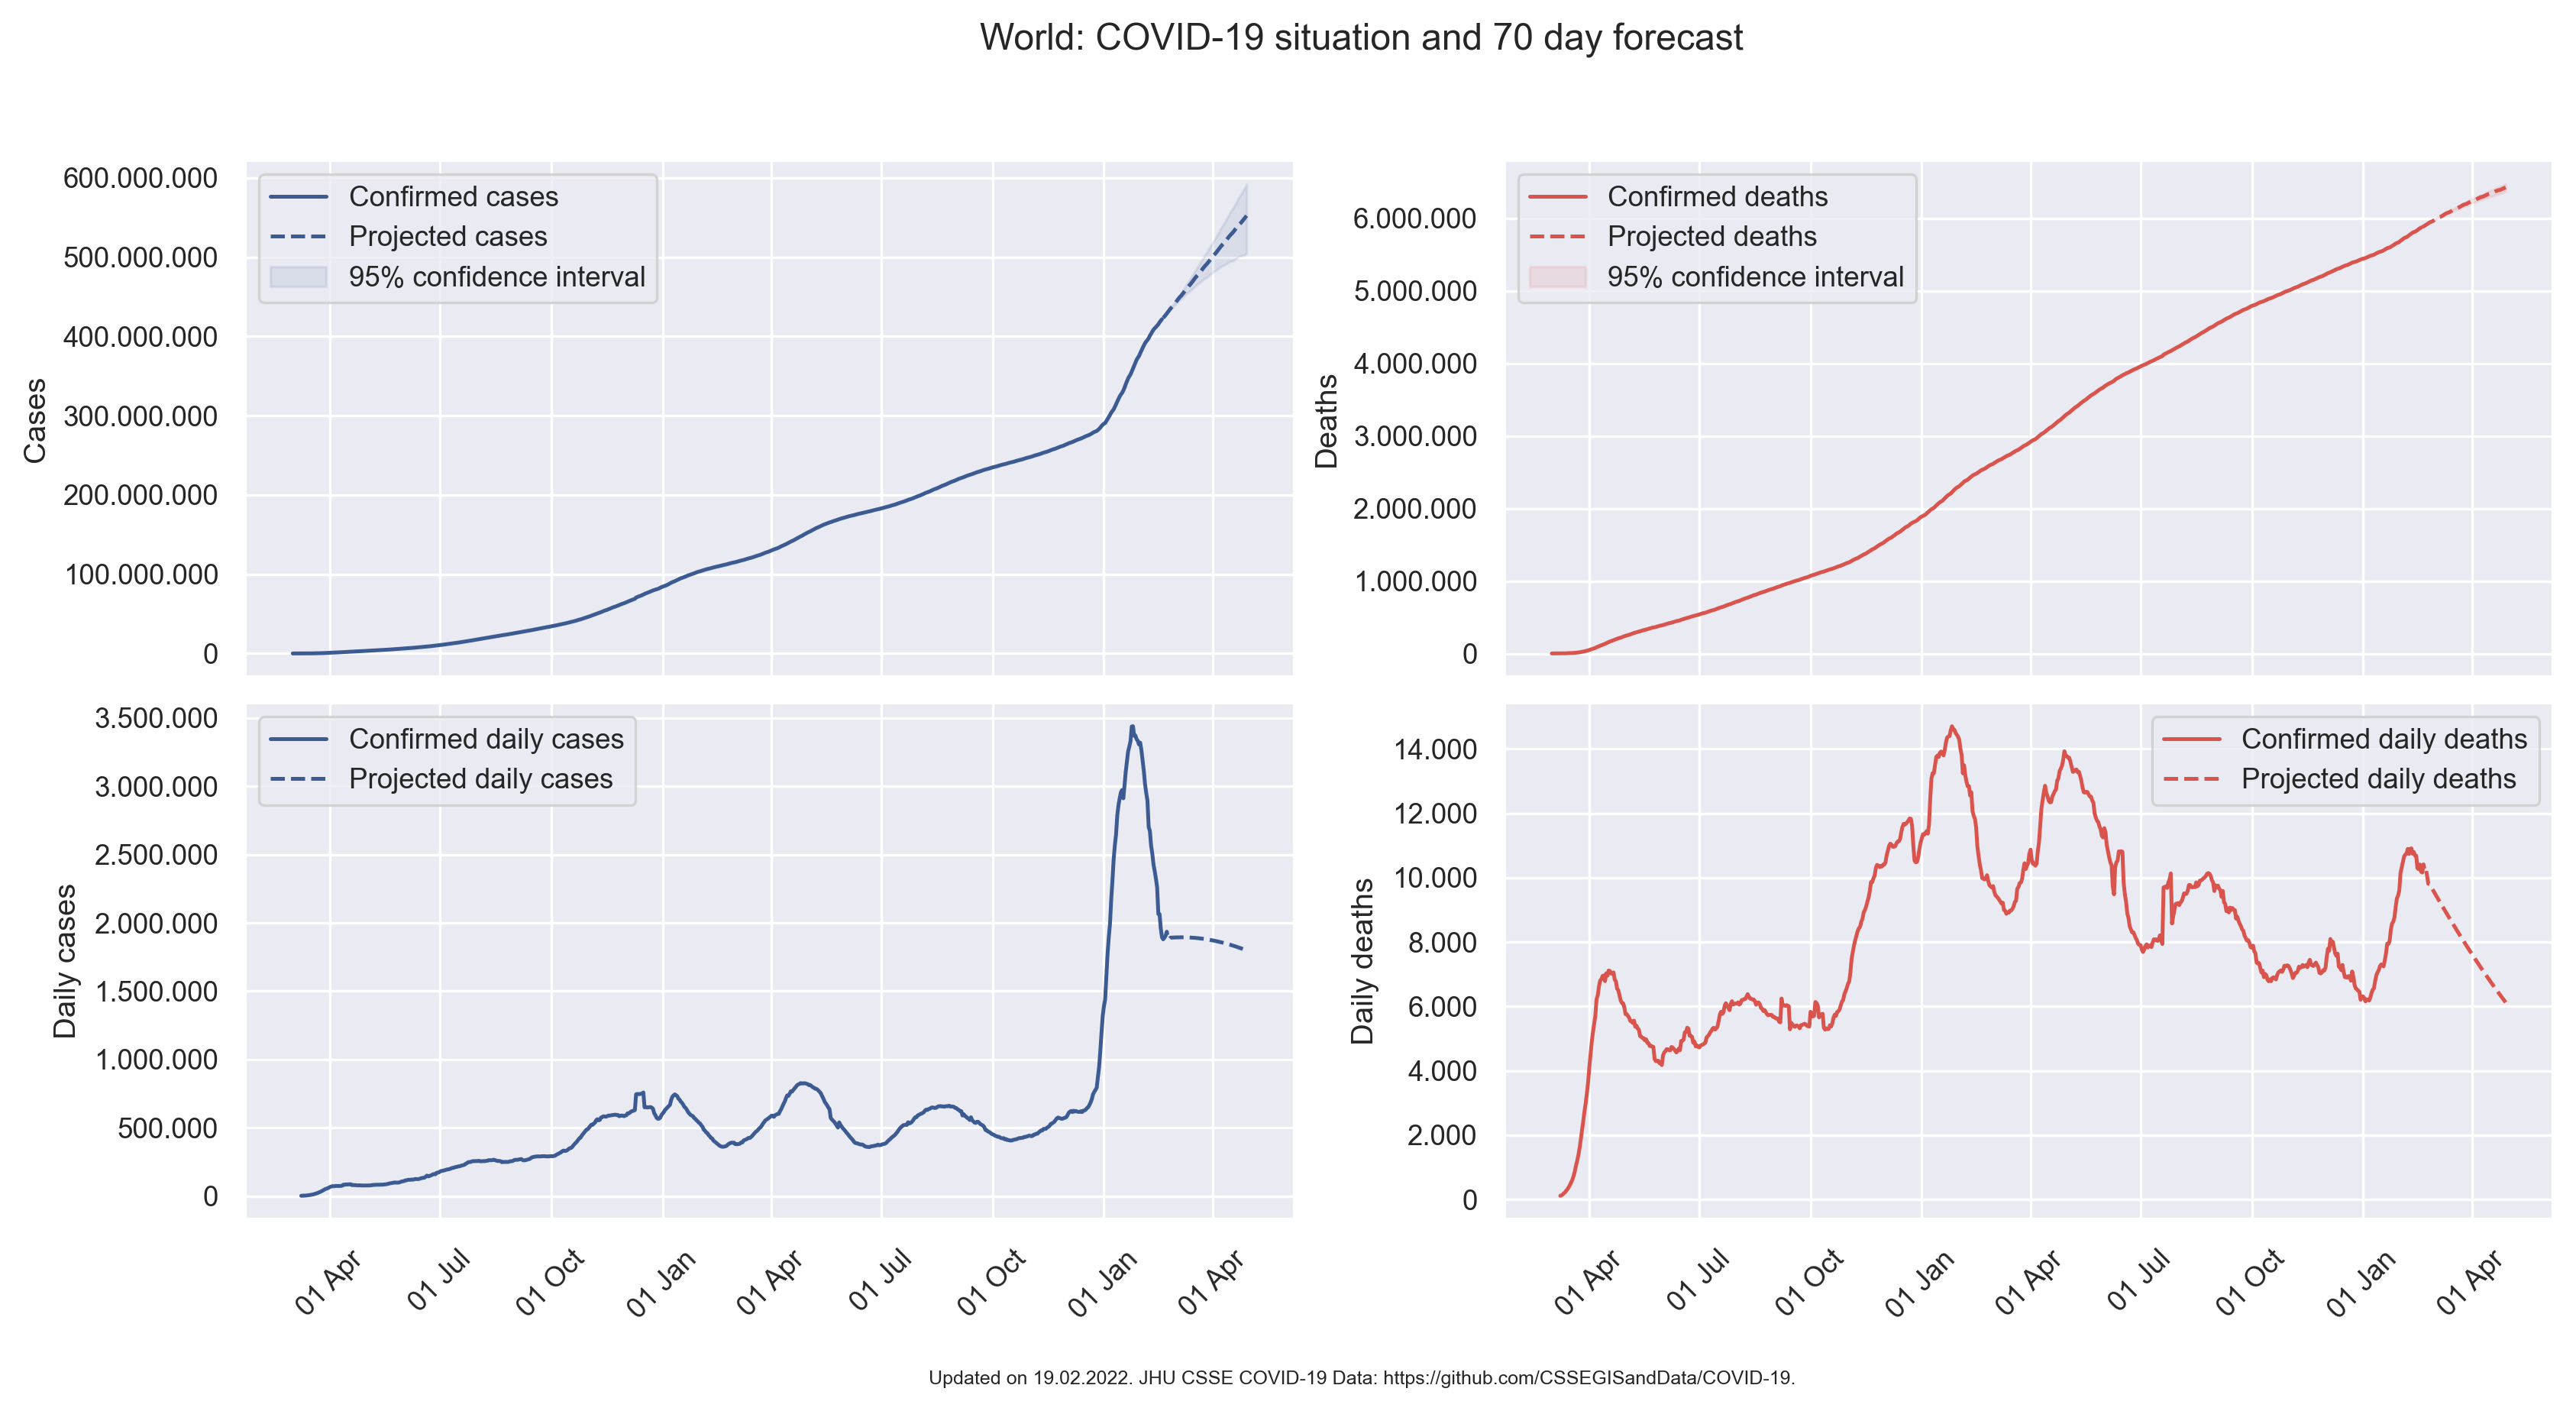 World: COVID-19 situation and 70 day forecast
600.000.000
500.000.000
400.000.000
300.000.000
200.000.000
100.000.000
0
Cases
Confirmed cases
Projected cases
95% confidence interval
6.000.000
5.000.000
4.000.000
3.000.000
2.000.000
1.000.000
0
Deaths
Confirmed deaths
Projected deaths
95% confidence interval
3.500.000
3.000.000
2.500.000
2.000.000
1.500.000
1.000.000
500.000
0
Daily cases
Confirmed daily cases
Projected daily cases
01 Apr
01 Jul
01 Oct
01 Jan
01 Apr
01 Jul
01 Oct
01 Jan
01 Apr
14.000
12.000
10.000
8.000
6.000
4.000
2.000
0
Daily deaths
Confirmed daily deaths
Projected daily deaths
01 Apr
01 Jul
01 Oct
01 Jan
01 Apr
01 Jul
01 Oct
01 Jan
01 Apr
Updated on 19.02.2022. JHU CSSE COVID-19 Data: https://github.com/CSSEGISandData/COVID-19.